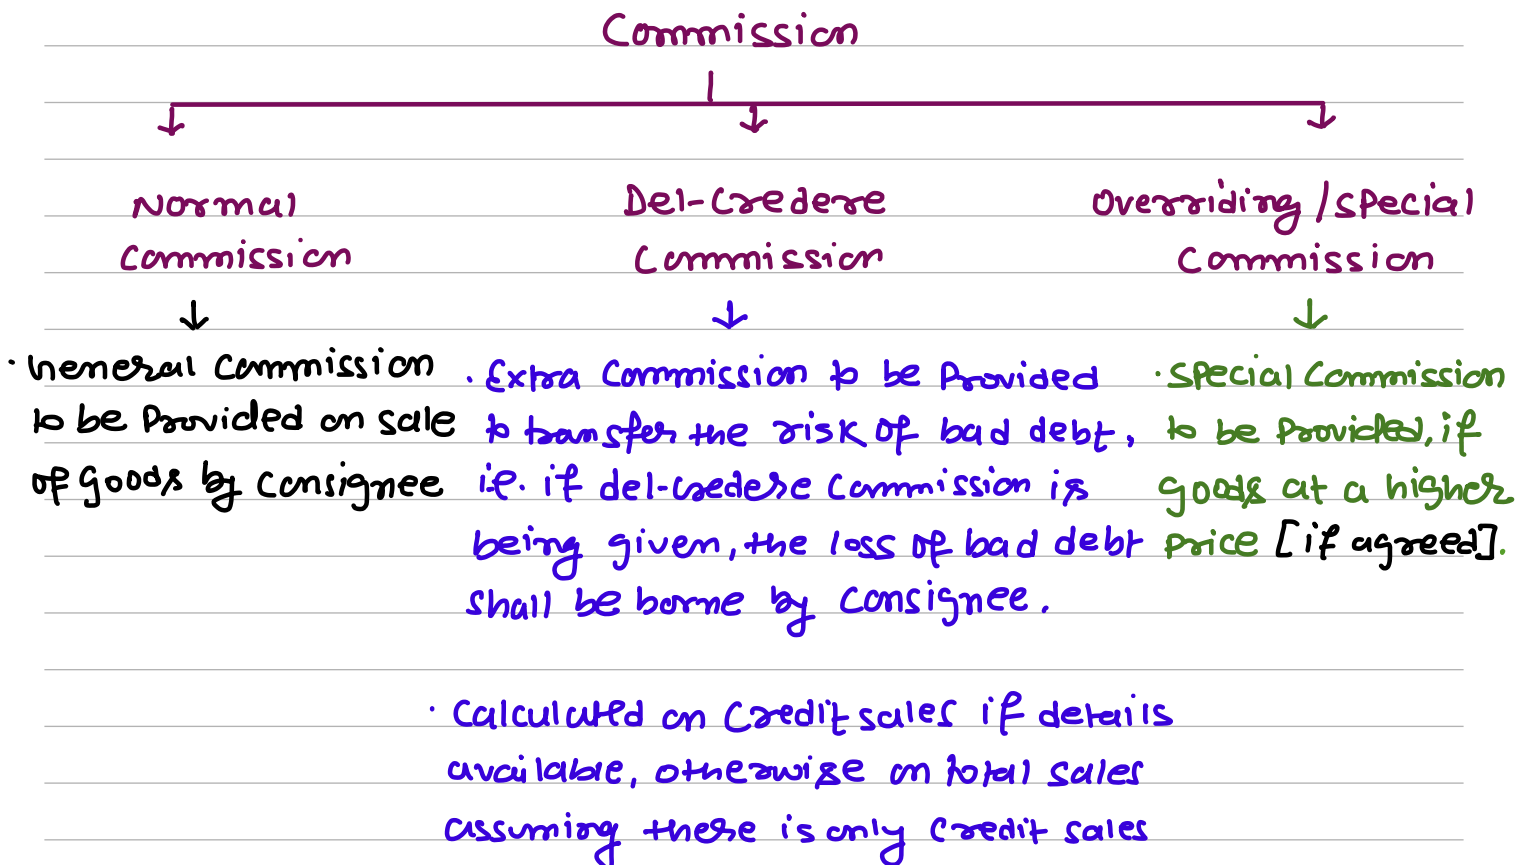 Commission
Normal
Commission
General Commission
to be Provided on sale
of goods by Consignee
Del-Credere
Commission
· Extra Commission to be Provided
to transfer the risk of bad debt,
i.e. if del-credere Commission is
being given, the loss of bad debt
shall be borne by Consignee.
· Calculated on Credit sales if details
available, otherwise on total sales
assuming there is only Credit sales
Overriding/Special
Commission
· Special Commission
to be Provided, if
goods at a higher
Price [if agreed].